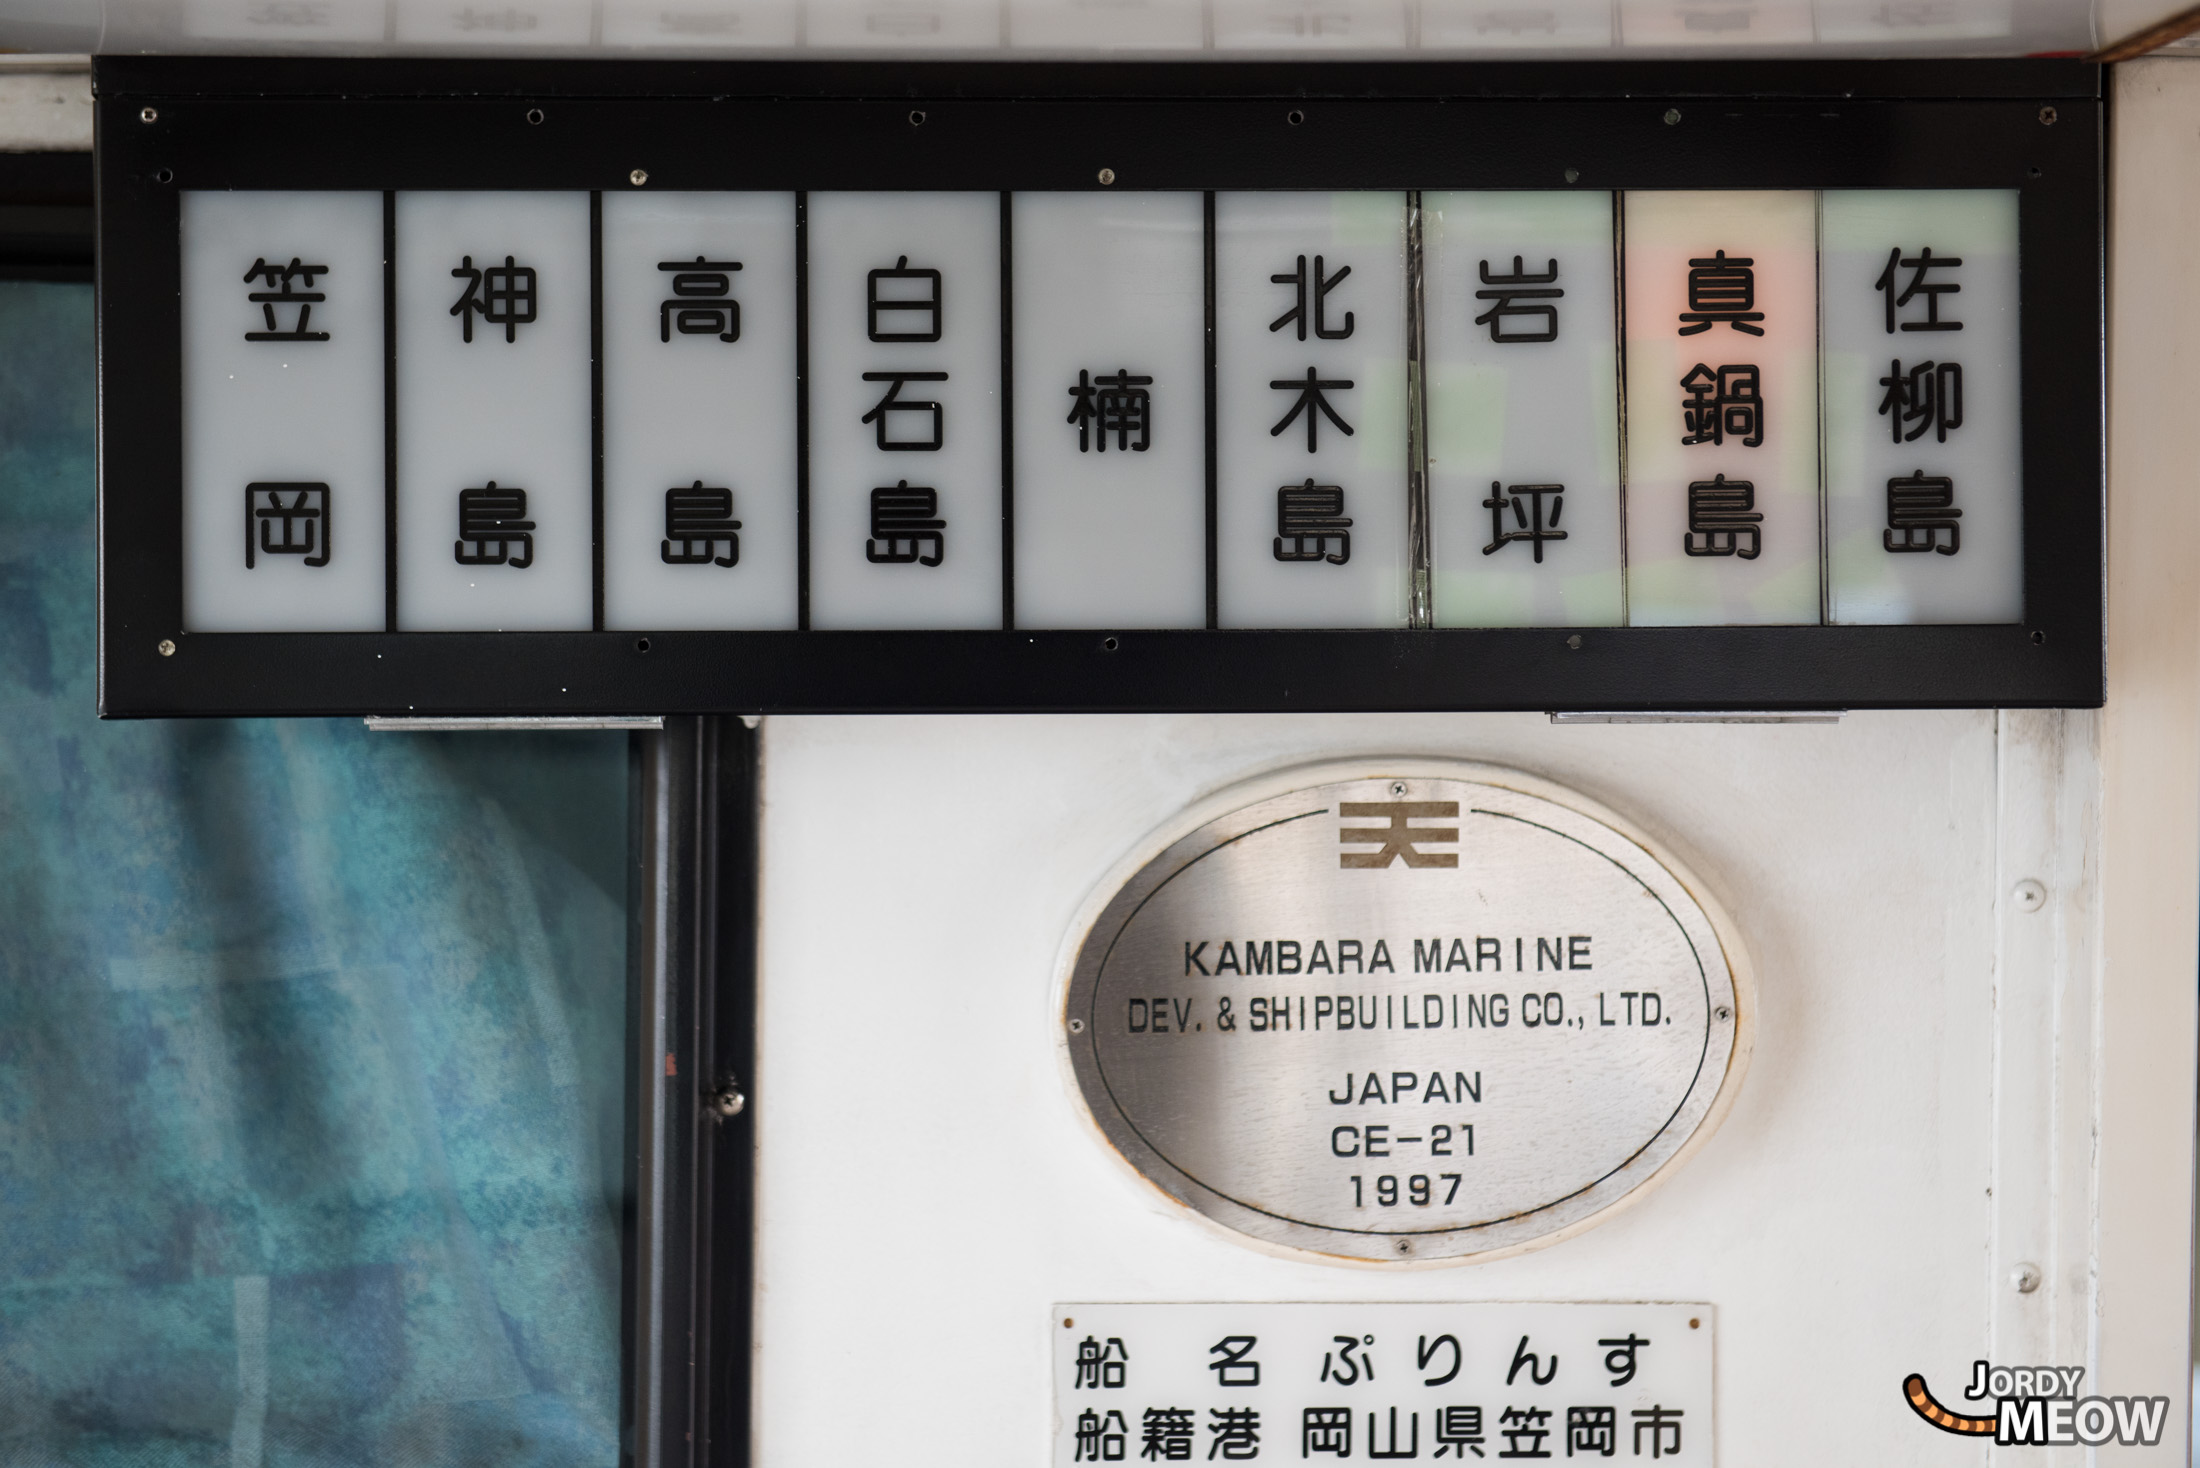 笠岡
神島
高島
白石島
楠
北木島
岩坪
真鍋島
佐柳島
KAMBARA MARINE
DEV. & SHIPBUILDING CO., LTD.
JAPAN
CE-21
1997
船 名 ぷりんす
船籍港 岡山県笠岡市
JORDY
MEOW